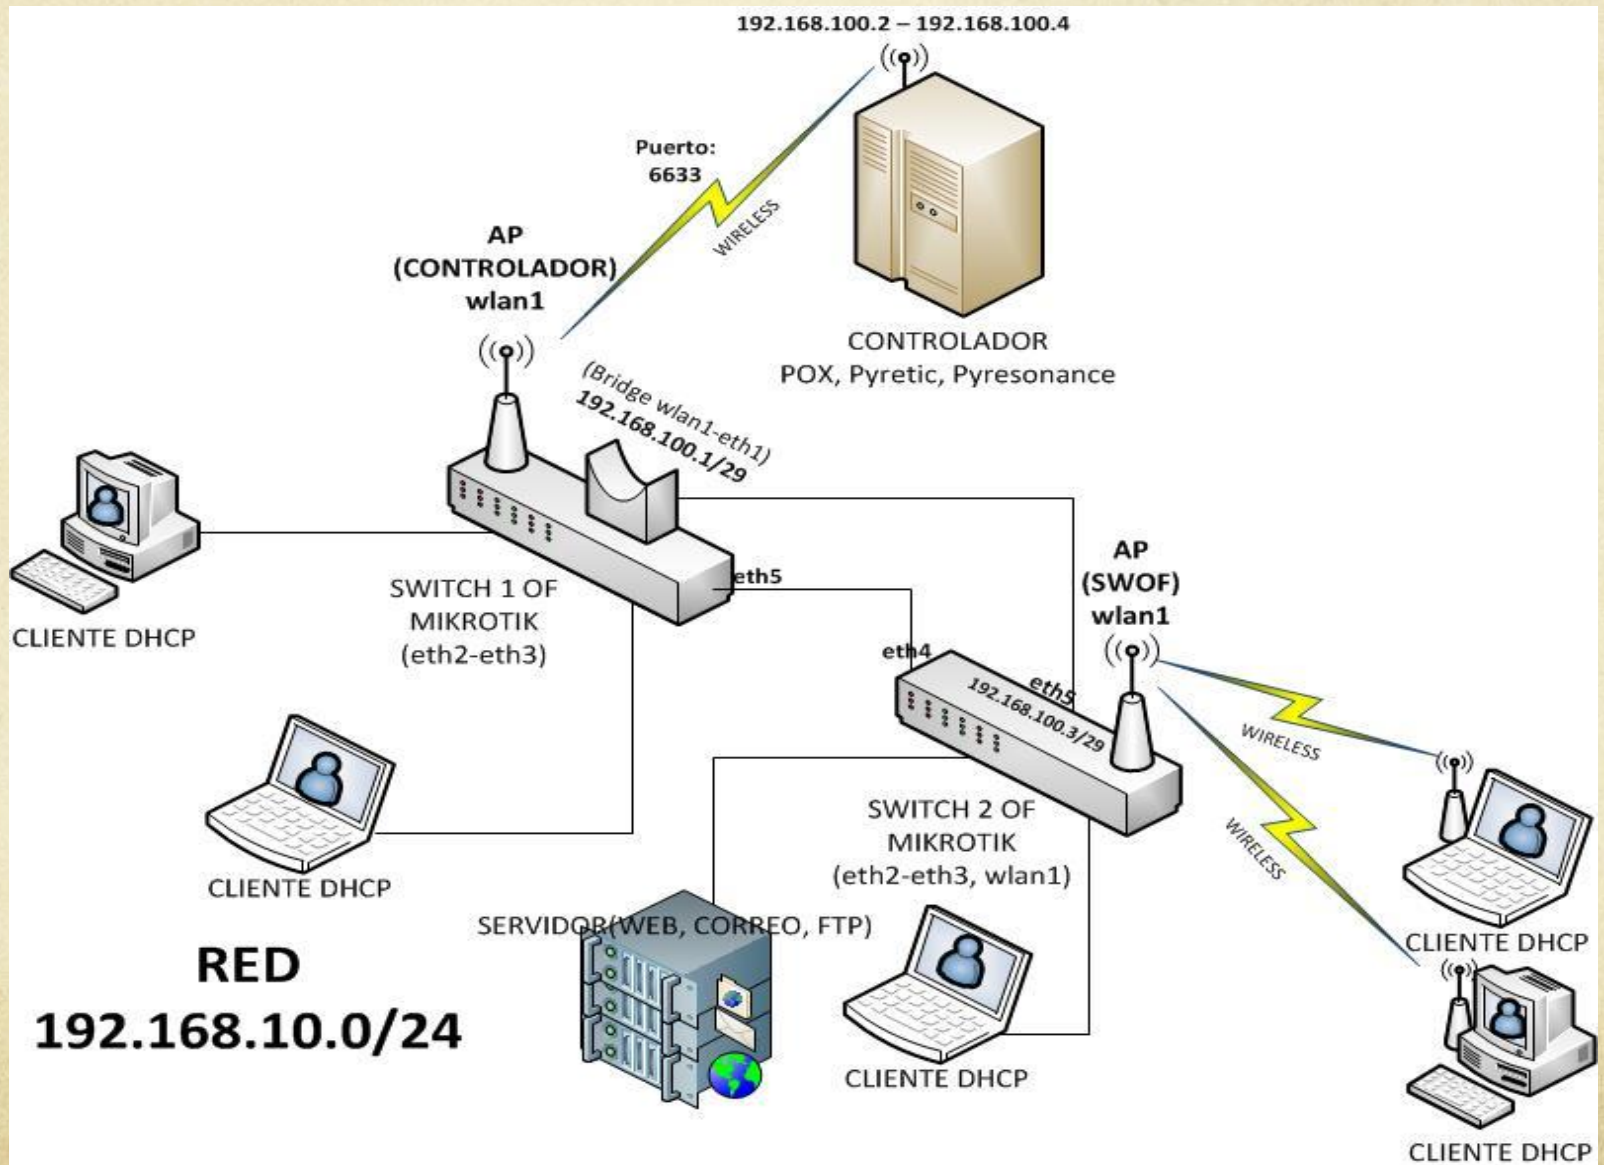 192.168.100.2 – 192.168.100.4
Puerto:
6633
WIRELESS
AP
(CONTROLADOR)
wlan1
CONTROLADOR
POX, Pyretic, Pyresonance
(Bridge wlan1-eth1)
192.168.100.1/29
eth5
SWITCH 1 OF
MIKROTIK
(eth2-eth3)
CLIENTE DHCP
AP
(SWOF)
wlan1
eth4
eth5
192.168.100.3/29
WIRELESS
WIRELESS
SWITCH 2 OF
MIKROTIK
(eth2-eth3, wlan1)
CLIENTE DHCP
SERVIDOR(WEB, CORREO, FTP)
CLIENTE DHCP
RED
192.168.10.0/24
CLIENTE DHCP
CLIENTE DHCP